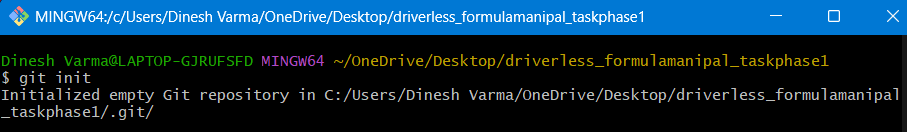 MINGW64:/c/Users/Dinesh Varma/OneDrive/Desktop/driverless_formulamanipal_taskphase1
Dinesh Varma@LAPTOP-GJRUFSFD MINGW64 ~/OneDrive/Desktop/driverless_formulamanipal_taskphase1
$ git init
Initialized empty Git repository in C:/Users/Dinesh Varma/OneDrive/Desktop/driverless_formulamanipal
_taskphase1/.git/